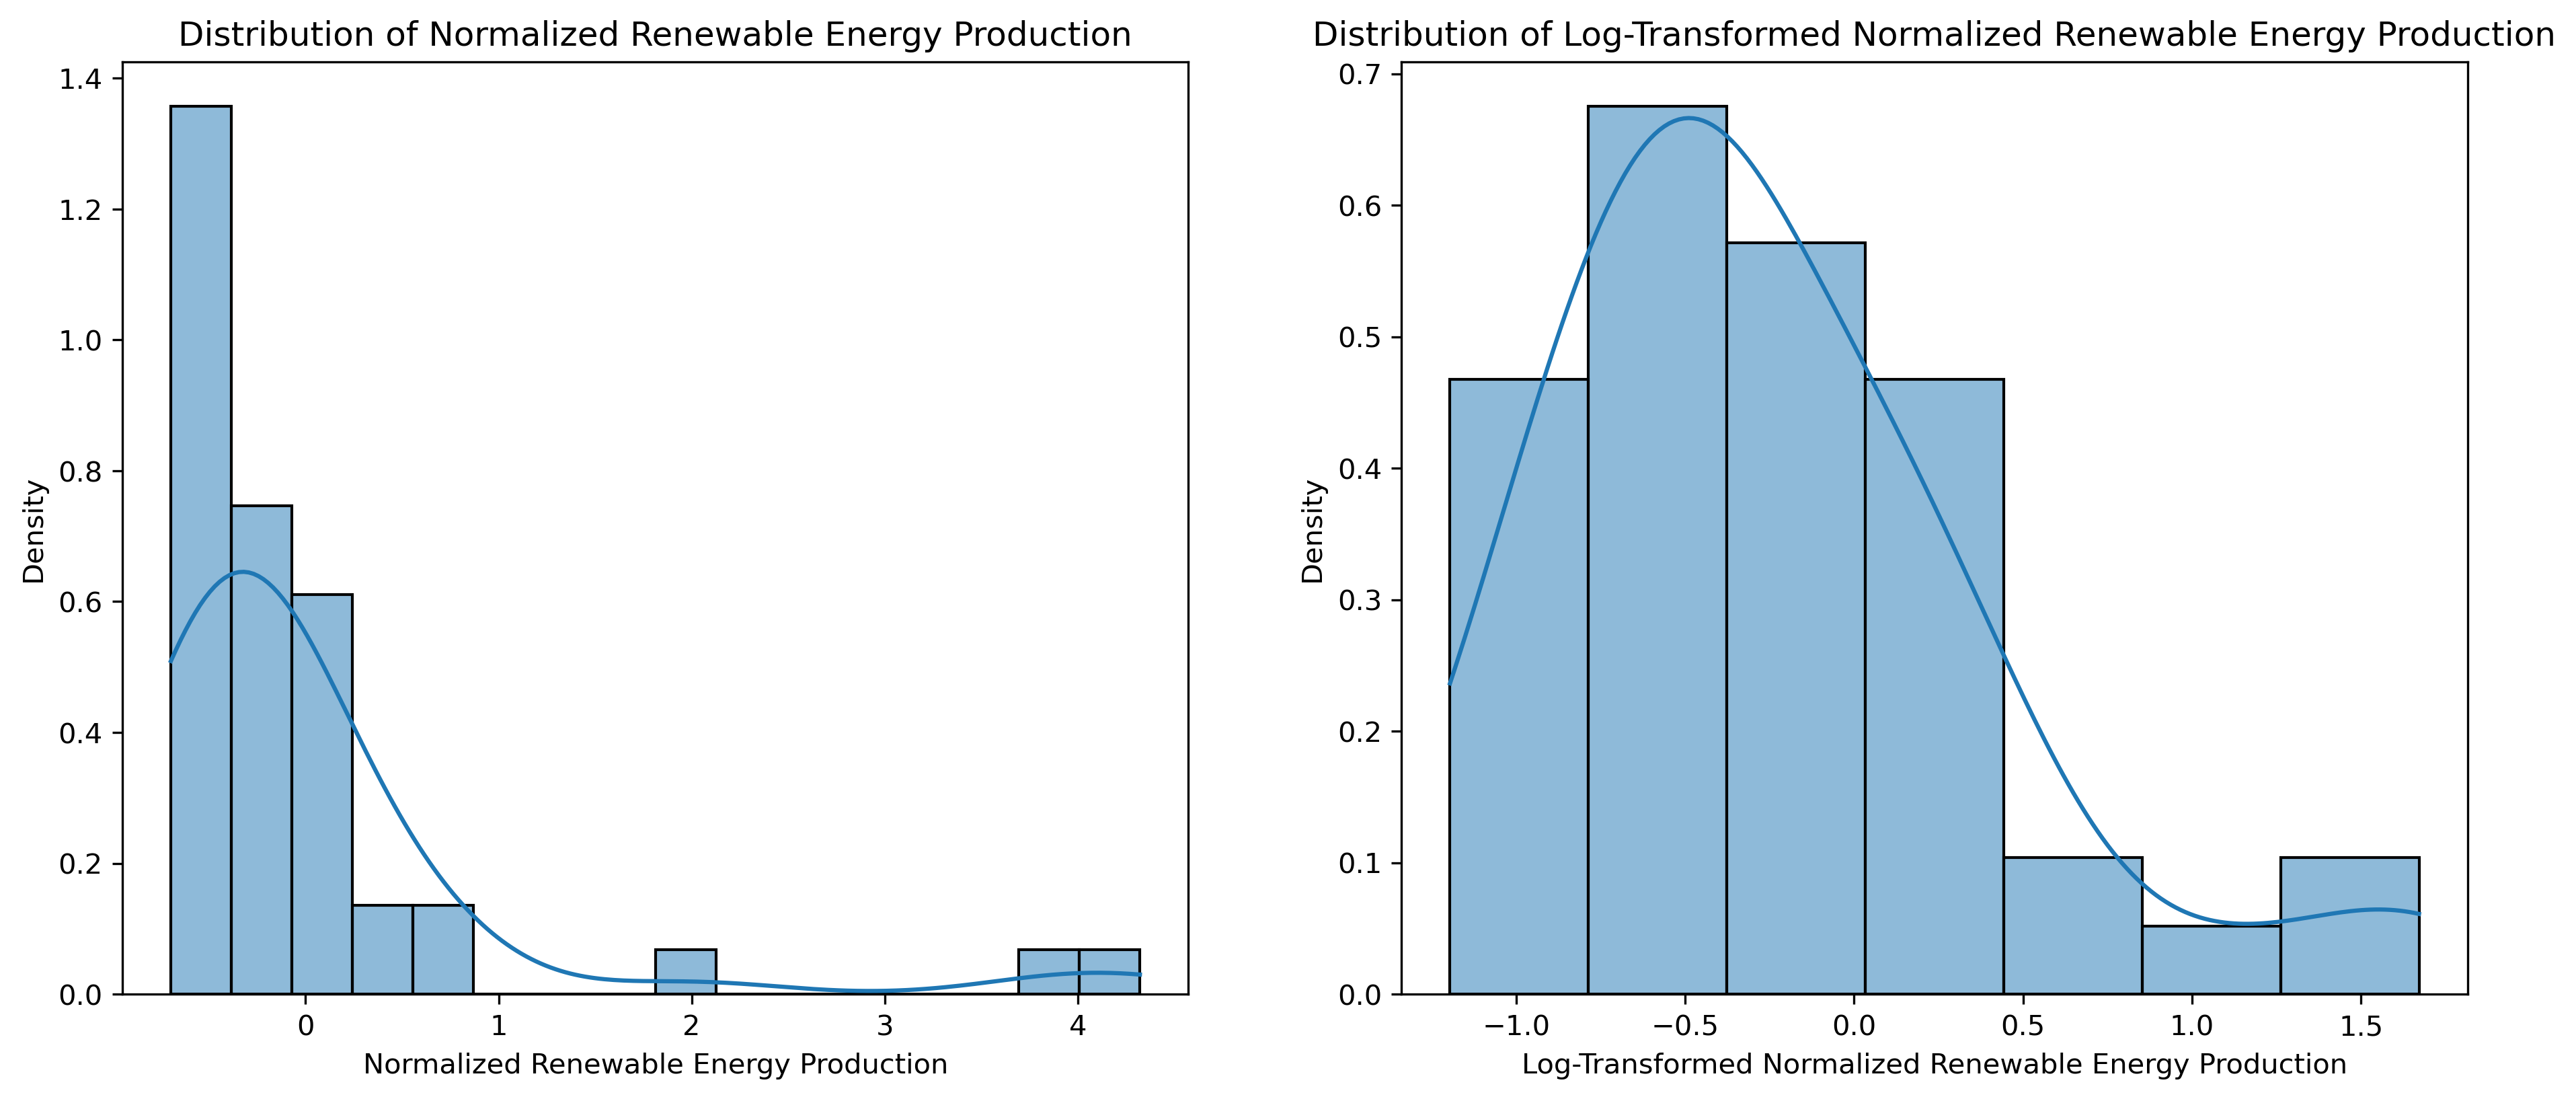 Distribution of Normalized Renewable Energy Production
1.4
1.2
1.0
0.8
0.6
0.4
0.2
0.0
Density
0 1 2 3 4
Normalized Renewable Energy Production
Distribution of Log-Transformed Normalized Renewable Energy Production
0.7
0.6
0.5
0.4
0.3
0.2
0.1
0.0
Density
−1.0 −0.5 0.0 0.5 1.0 1.5
Log-Transformed Normalized Renewable Energy Production